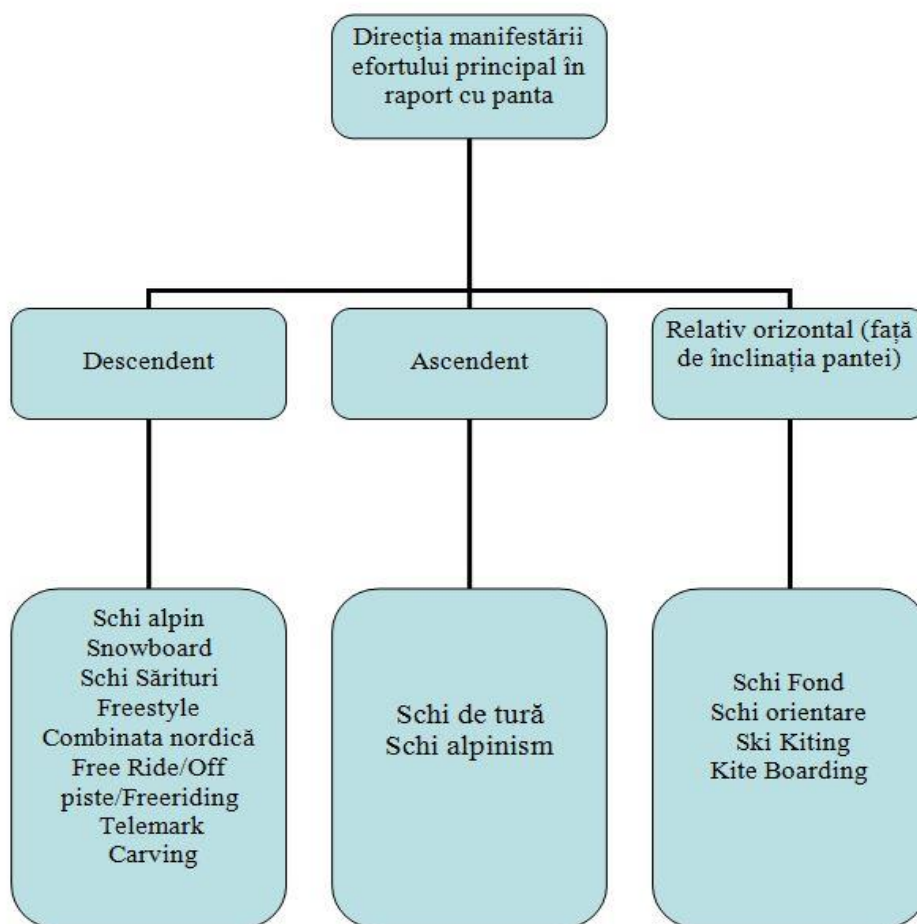 Direcția manifestării
efortului principal în
raport cu panta
Descendent
Ascendent
Relativ orizontal (față
de înclinația pantei)
Schi alpin
Snowboard
Schi Sărituri
Freestyle
Combinata nordică
Free Ride/Off
piste/Freeriding
Telemark
Carving
Schi de tură
Schi alpinism
Schi Fond
Schi orientare
Ski Kiting
Kite Boarding